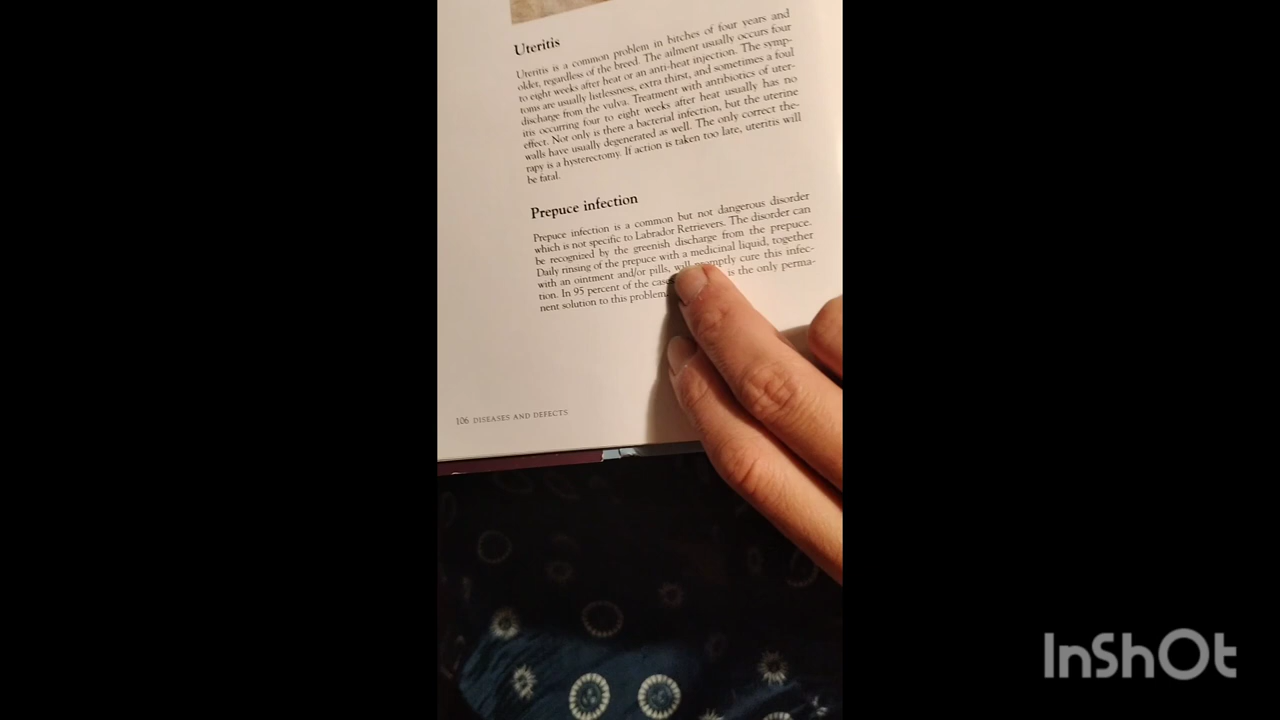 Uteritis
Uteritis is a common problem in bitches of four years and
older, regardless of the breed. The ailment usually occurs four
to eight weeks after heat or an anti-heat injection. The symp-
toms are usually listlessness, extra thirst, and sometimes a foul
discharge from the vulva. Treatment with antibiotics of uter-
itis occurring four to eight weeks after heat usually has no
effect. Not only is there a bacterial infection, but the uterine
walls have usually degenerated as well. The only correct the-
rapy is a hysterectomy. If action is taken too late, uteritis will
be fatal.
Prepuce infection
Prepuce infection is a common but not dangerous disorder
which is not specific to Labrador Retrievers. The disorder can
be recognized by the greenish discharge from the prepuce.
Daily rinsing of the prepuce with a medicinal liquid, together
with an ointment and/or pills, will promptly cure this infec-
tion. In 95 percent of the cases is the only perma-
nent solution to this problem.
106 DISEASES AND DEFECTS
InShOt